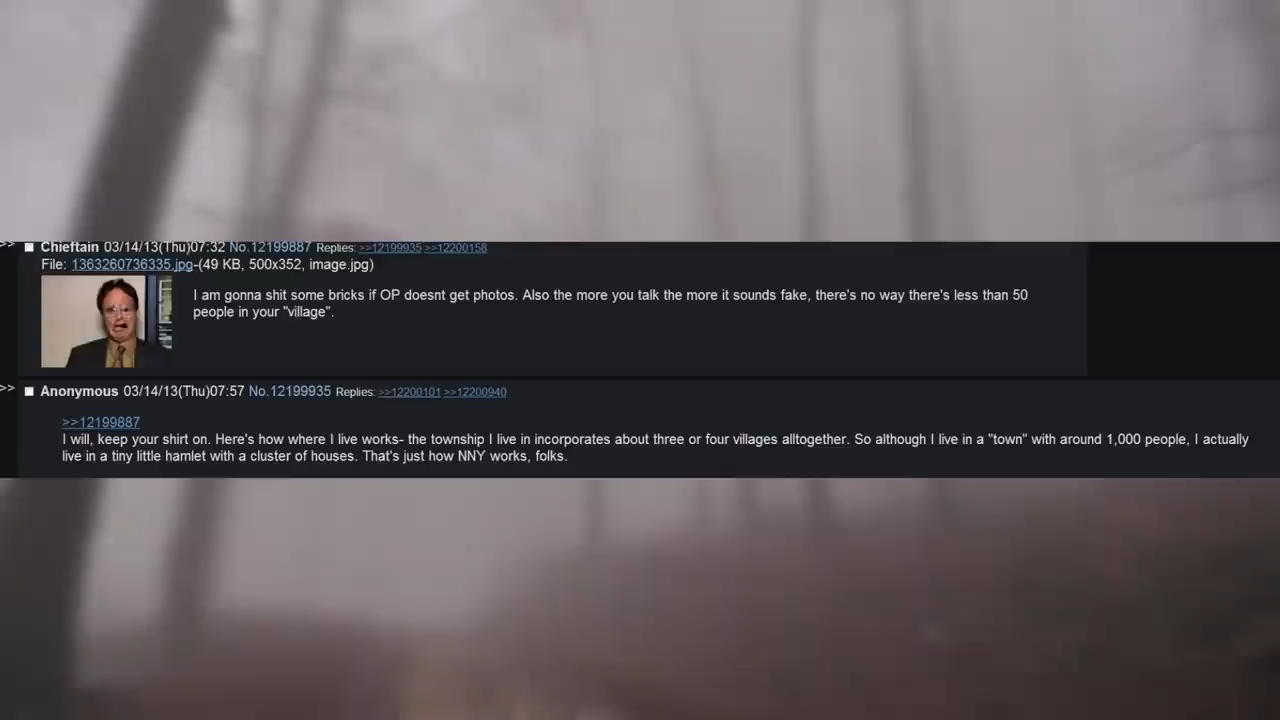 >> Chieftain 03/14/13(Thu)07:32 No.12199887 Replies: >>12199935 >>12200158
File: 1363260736335.jpg-(49 KB, 500x352, image.jpg)
I am gonna shit some bricks if OP doesnt get photos. Also the more you talk the more it sounds fake, there's no way there's less than 50
people in your "village".
>> Anonymous 03/14/13(Thu)07:57 No.12199935 Replies: >>12200101 >>12200940
>>12199887
I will, keep your shirt on. Here's how where I live works- the township I live in incorporates about three or four villages alltogether. So although I live in a "town" with around 1,000 people, I actually
live in a tiny little hamlet with a cluster of houses. That's just how NNY works, folks.